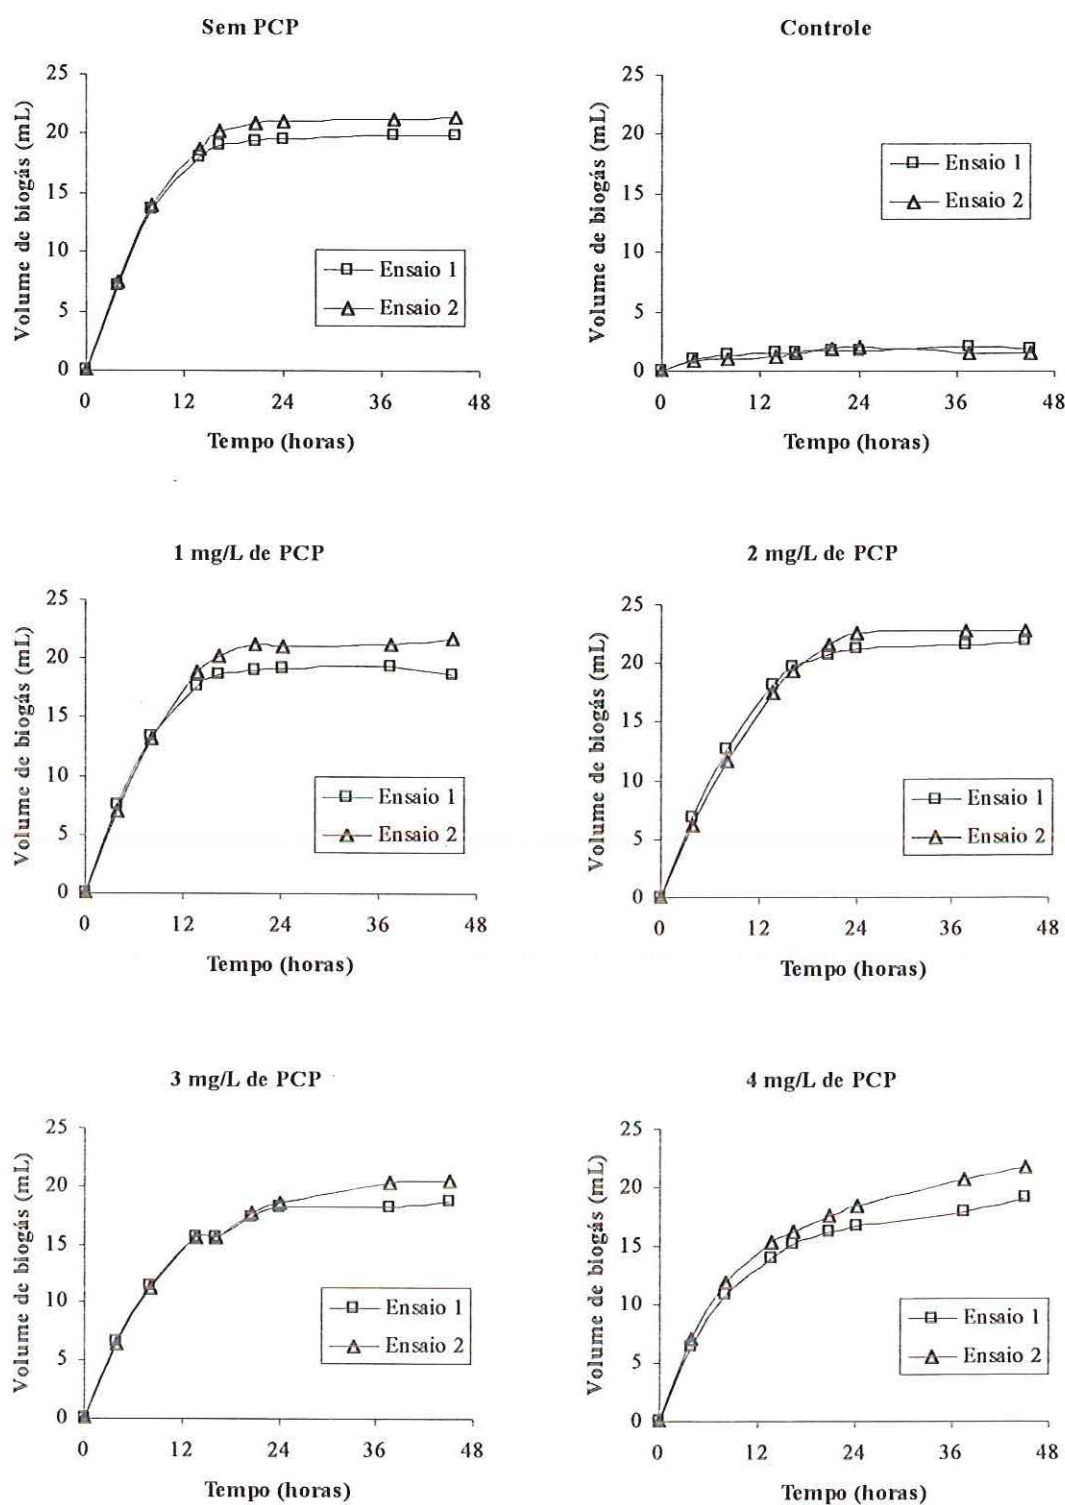 Sem PCP
Volume de biogás (mL)
25
20
15
10
5
0
Ensaio 1
Ensaio 2
0 12 24 36 48
Tempo (horas)
Controle
Volume de biogás (mL)
25
20
15
10
5
0
Ensaio 1
Ensaio 2
0 12 24 36 48
Tempo (horas)
1 mg/L de PCP
Volume de biogás (mL)
25
20
15
10
5
0
Ensaio 1
Ensaio 2
0 12 24 36 48
Tempo (horas)
2 mg/L de PCP
Volume de biogás (mL)
25
20
15
10
5
0
Ensaio 1
Ensaio 2
0 12 24 36 48
Tempo (horas)
3 mg/L de PCP
Volume de biogás (mL)
25
20
15
10
5
0
Ensaio 1
Ensaio 2
0 12 24 36 48
Tempo (horas)
4 mg/L de PCP
Volume de biogás (mL)
25
20
15
10
5
0
Ensaio 1
Ensaio 2
0 12 24 36 48
Tempo (horas)